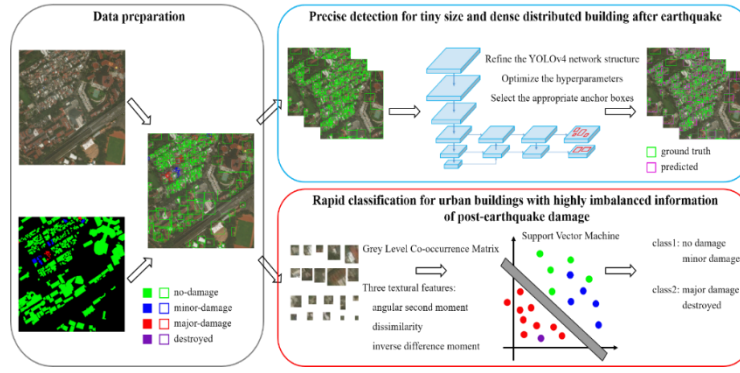 Data preparation
no-damage
minor-damage
major-damage
destroyed
Precise detection for tiny size and dense distributed building after earthquake
Refine the YOLOv4 network structure
Optimize the hyperparameters
Select the appropriate anchor boxes
ground truth
predicted
Rapid classification for urban buildings with highly imbalanced information
of post-earthquake damage
Grey Level Co-occurrence Matrix
Three textural features:
angular second moment
dissimilarity
inverse difference moment
Support Vector Machine
class1: no damage
minor damage
class2: major damage
destroyed